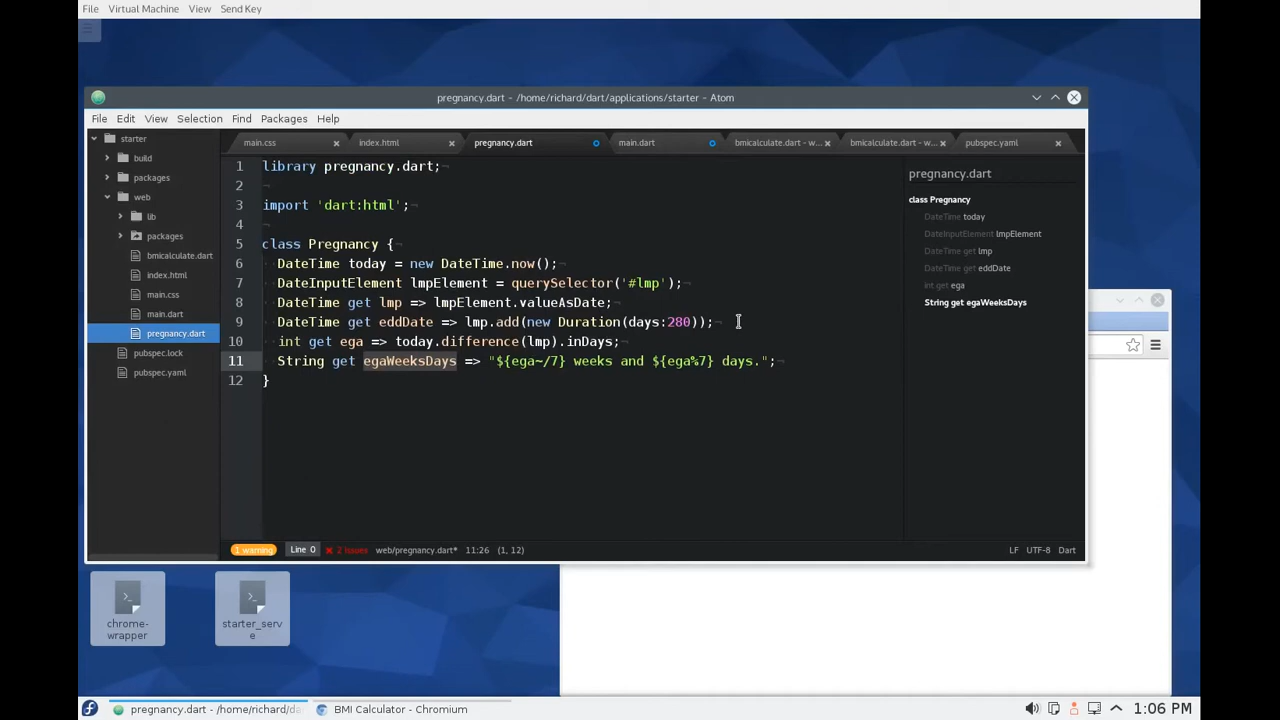 File Virtual Machine View Send Key
pregnancy.dart - /home/richard/dart/applications/starter - Atom
File Edit View Selection Find Packages Help
starter
build
packages
web
lib
packages
bmicalculate.dart
index.html
main.css
main.dart
pregnancy.dart
pubspec.lock
pubspec.yaml
main.css index.html pregnancy.dart main.dart bmicalculate.dart - w... bmicalculate.dart - w... pubspec.yaml
1 library pregnancy.dart;
2
3 import 'dart:html';
4
5 class Pregnancy {
6 DateTime today = new DateTime.now();
7 DateInputElement lmpElement = querySelector('#lmp');
8 DateTime get lmp => lmpElement.valueAsDate;
9 DateTime get eddDate => lmp.add(new Duration(days:280));
10 int get ega => today.difference(lmp).inDays;
11 String get egaWeeksDays => "${ega~/7} weeks and ${ega%7} days.";
12 }
pregnancy.dart
class Pregnancy
DateTime today
DateInputElement lmpElement
DateTime get lmp
DateTime get eddDate
int get ega
String get egaWeeksDays
1 warning Line 0 2 issues web/pregnancy.dart* 11:26 (1, 12) LF UTF-8 Dart
chrome-
wrapper
starter_serv
e
pregnancy.dart - /home/richard/da BMI Calculator - Chromium 1:06 PM